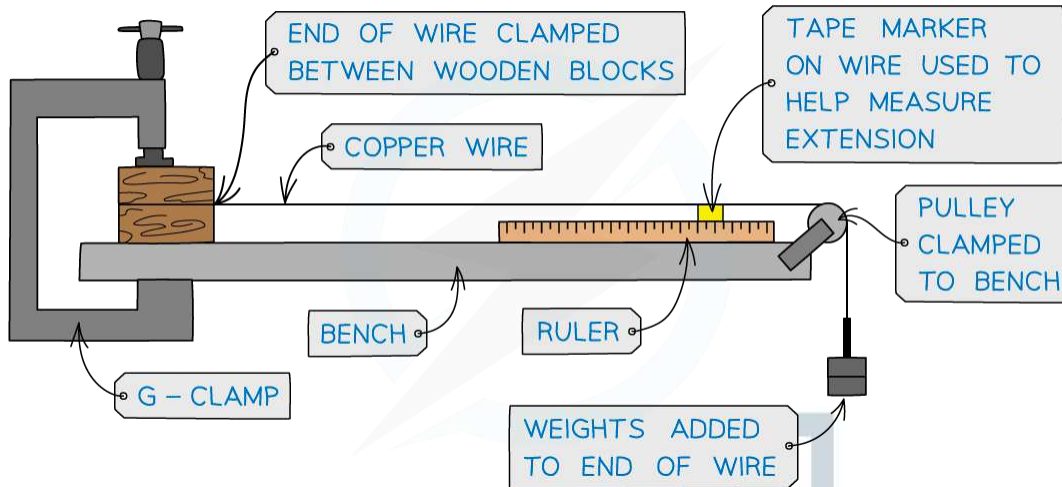 END OF WIRE CLAMPED
BETWEEN WOODEN BLOCKS
TAPE MARKER
ON WIRE USED TO
HELP MEASURE
EXTENSION
COPPER WIRE
PULLEY
CLAMPED
TO BENCH
BENCH
RULER
G – CLAMP
WEIGHTS ADDED
TO END OF WIRE